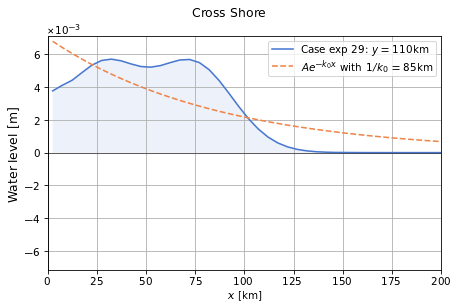 Cross Shore
×10⁻³
Case exp 29: y = 110km
Ae^{-k₀x} with 1/k₀ = 85km
6
4
2
0
−2
−4
−6
Water level [m]
0 25 50 75 100 125 150 175 200
x [km]